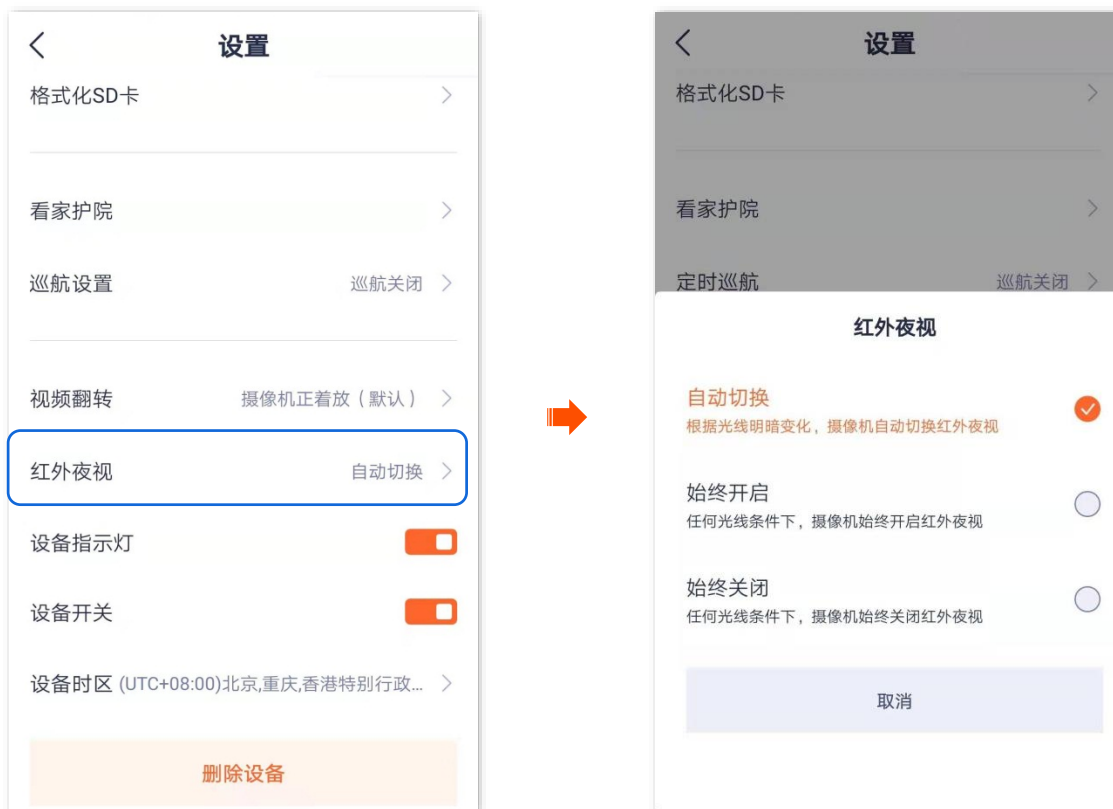 设置
格式化SD卡
看家护院
巡航设置 巡航关闭
视频翻转 摄像机正着放（默认）
红外夜视 自动切换
设备指示灯
设备开关
设备时区 (UTC+08:00)北京,重庆,香港特别行政...
删除设备
设置
格式化SD卡
看家护院
定时巡航 巡航关闭
红外夜视
自动切换
根据光线明暗变化，摄像机自动切换红外夜视
始终开启
任何光线条件下，摄像机始终开启红外夜视
始终关闭
任何光线条件下，摄像机始终关闭红外夜视
取消